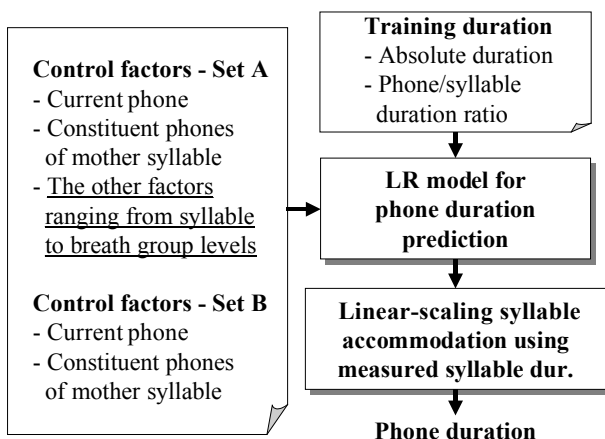 Control factors - Set A
- Current phone
- Constituent phones
of mother syllable
- The other factors
ranging from syllable
to breath group levels
Control factors - Set B
- Current phone
- Constituent phones
of mother syllable
Training duration
- Absolute duration
- Phone/syllable
duration ratio
LR model for
phone duration
prediction
Linear-scaling syllable
accommodation using
measured syllable dur.
Phone duration